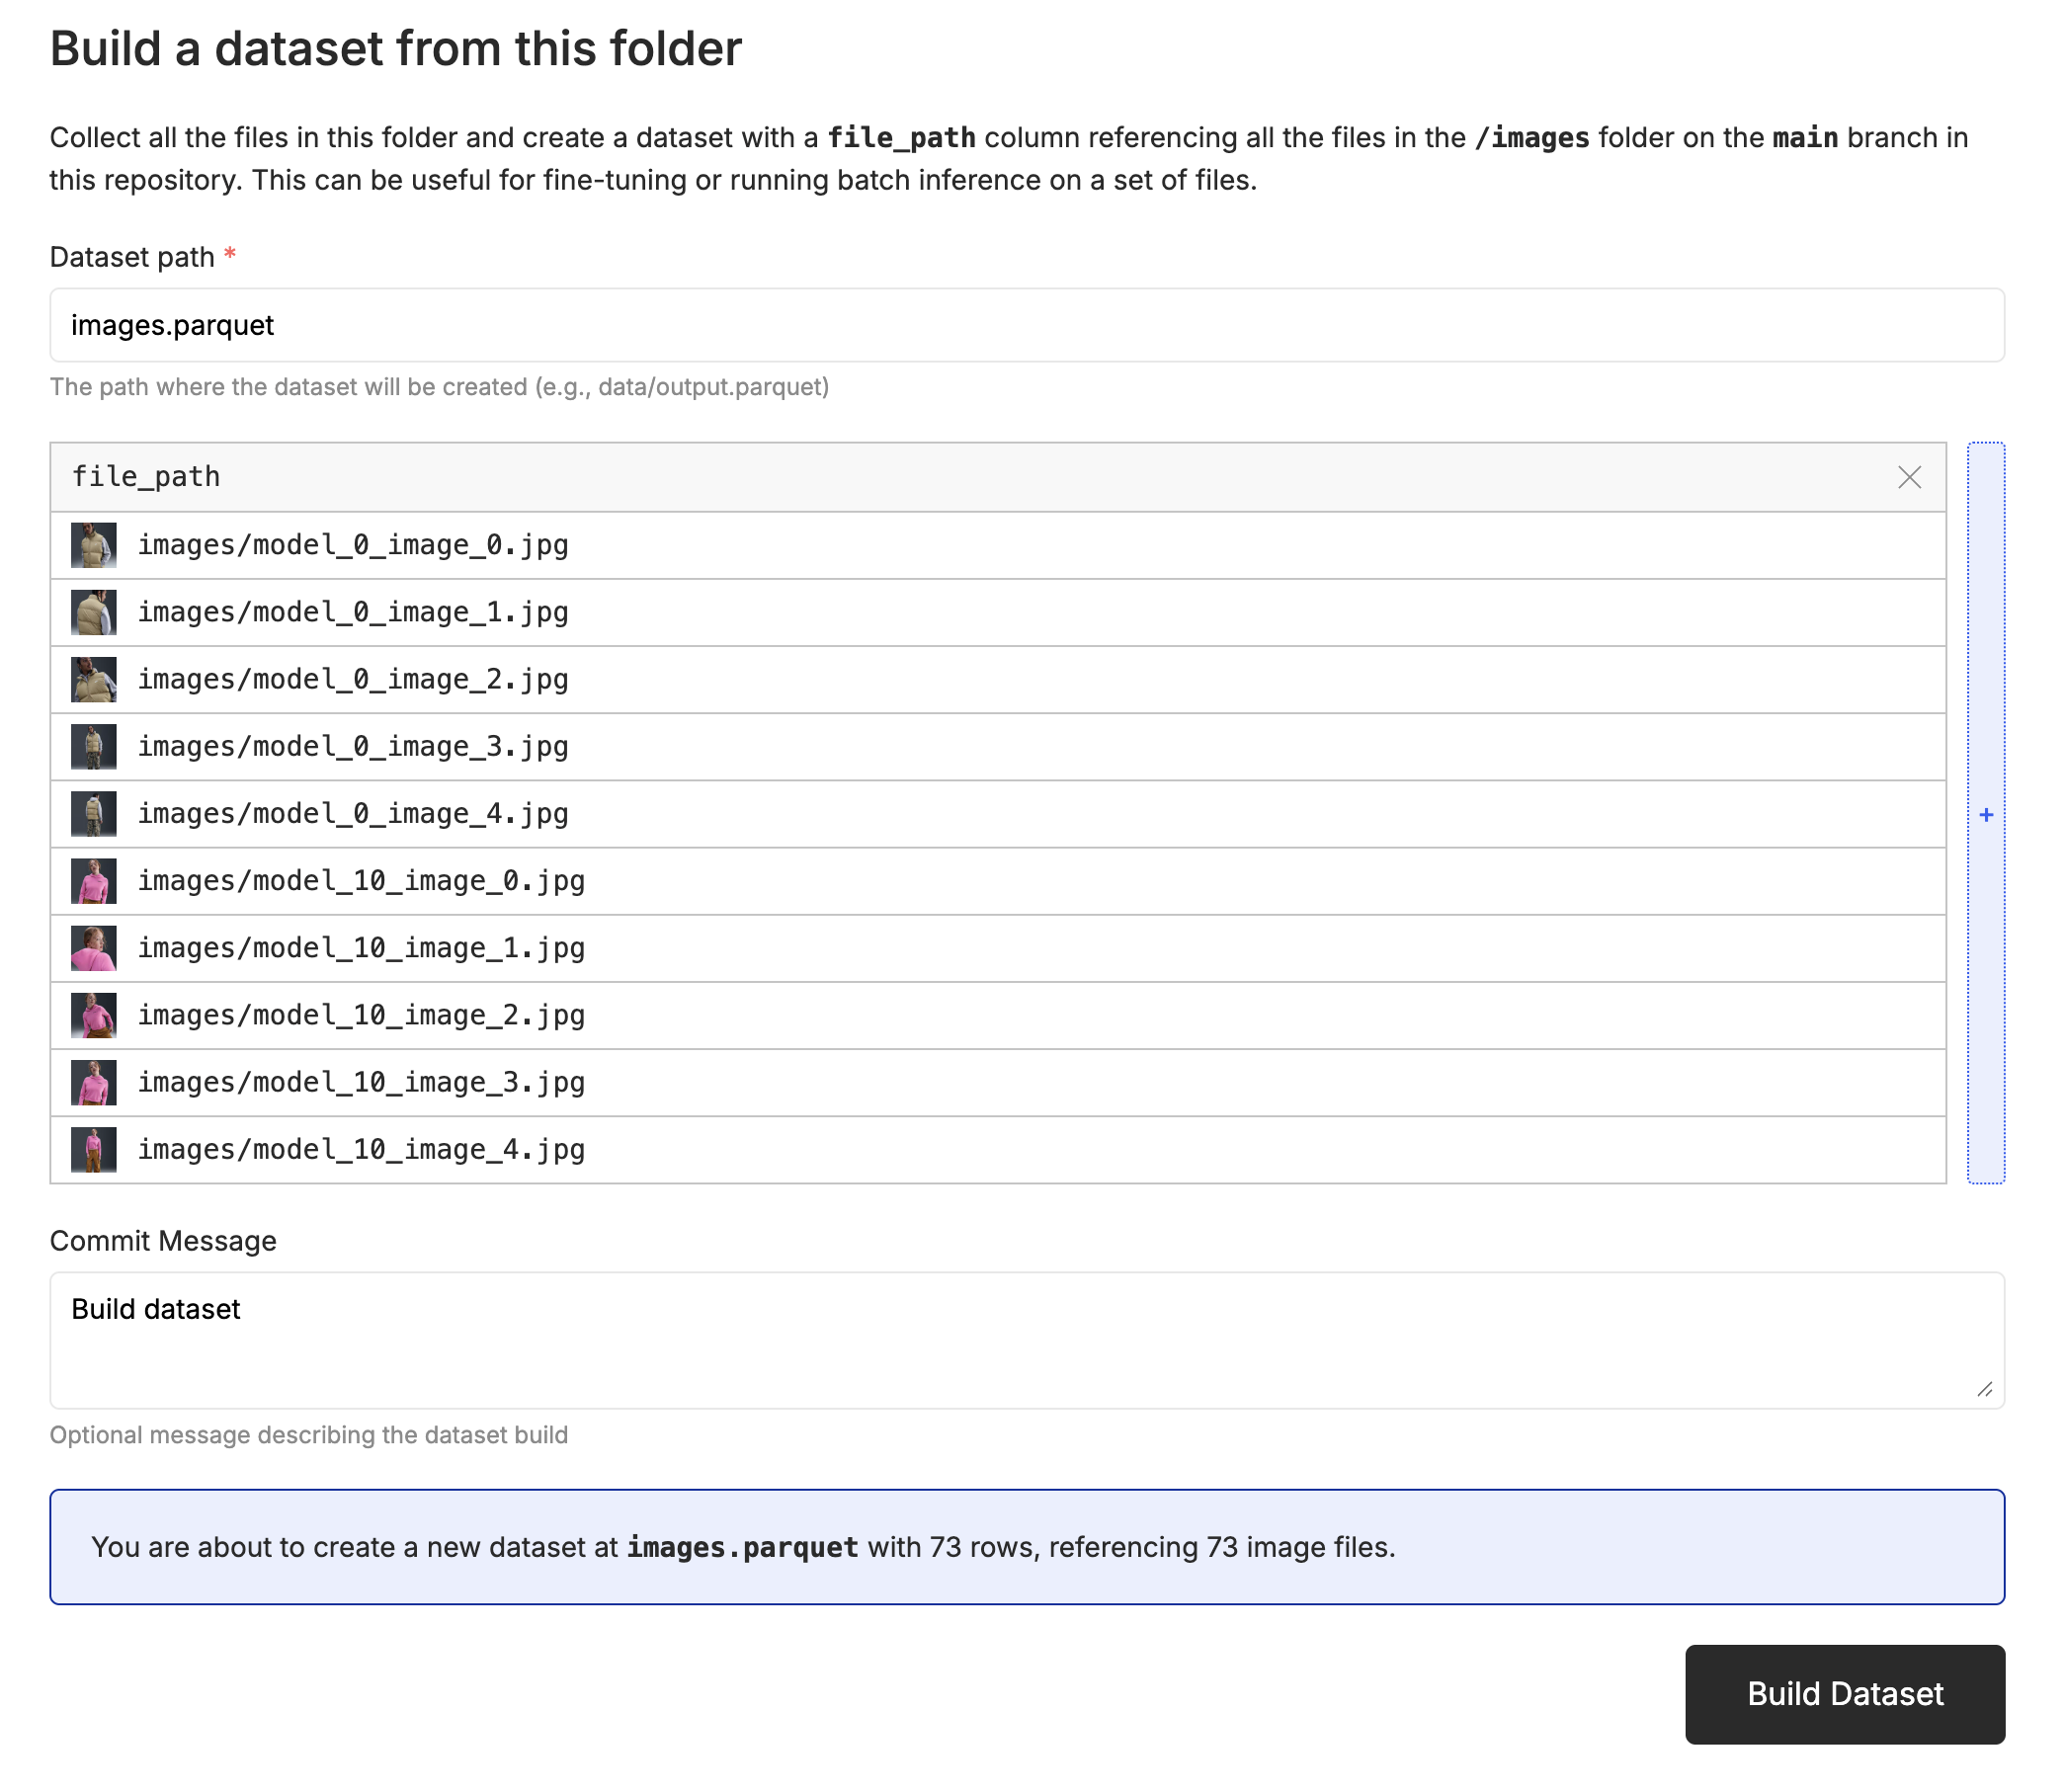 Build a dataset from this folder
Collect all the files in this folder and create a dataset with a file_path column referencing all the files in the /images folder on the main branch in
this repository. This can be useful for fine-tuning or running batch inference on a set of files.
Dataset path *
images.parquet
The path where the dataset will be created (e.g., data/output.parquet)
file_path
images/model_0_image_0.jpg
images/model_0_image_1.jpg
images/model_0_image_2.jpg
images/model_0_image_3.jpg
images/model_0_image_4.jpg
+
images/model_10_image_0.jpg
images/model_10_image_1.jpg
images/model_10_image_2.jpg
images/model_10_image_3.jpg
images/model_10_image_4.jpg
Commit Message
Build dataset
Optional message describing the dataset build
You are about to create a new dataset at images.parquet with 73 rows, referencing 73 image files.
Build Dataset